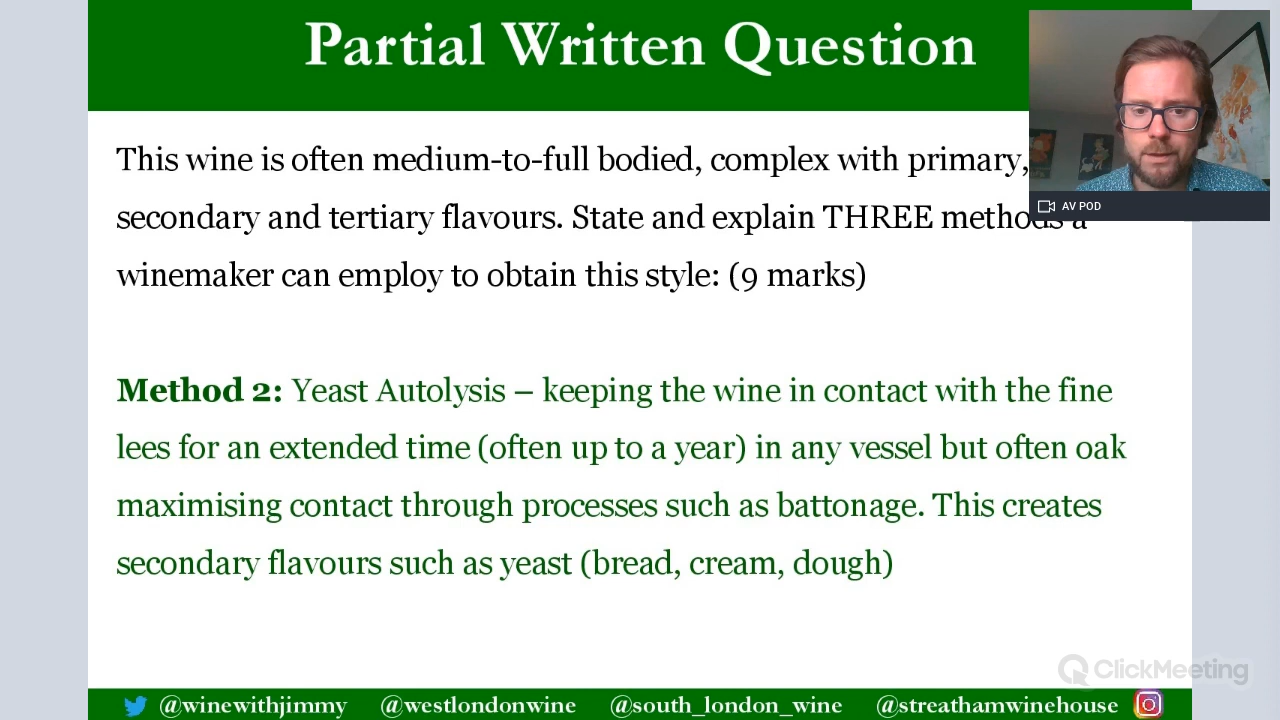 Partial Written Question
This wine is often medium-to-full bodied, complex with primary,
secondary and tertiary flavours. State and explain THREE methods a
winemaker can employ to obtain this style: (9 marks)
Method 2: Yeast Autolysis – keeping the wine in contact with the fine
lees for an extended time (often up to a year) in any vessel but often oak
maximising contact through processes such as battonage. This creates
secondary flavours such as yeast (bread, cream, dough)
AV POD
ClickMeeting
@winewithjimmy @westlondonwine @south_london_wine @streathamwinehouse